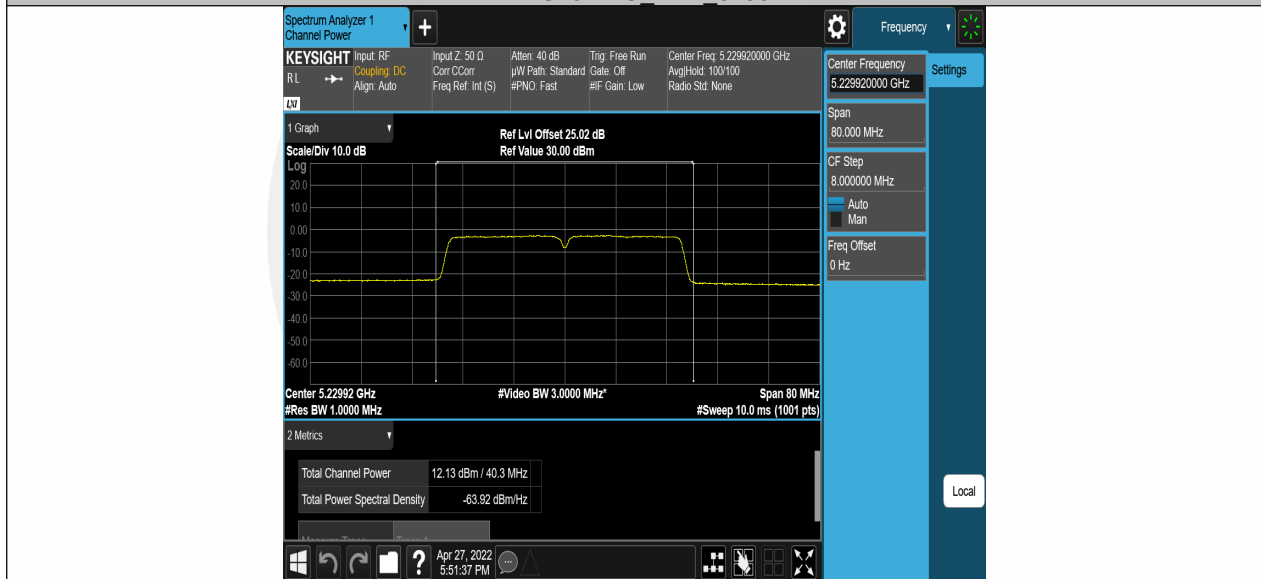 Spectrum Analyzer 1
Channel Power
+
Frequency
KEYSIGHT
RL
LXI
Input: RF
Coupling: DC
Align: Auto
Input Z: 50 Ω
Corr CCorr
Freq Ref: Int (S)
Atten: 40 dB
µW Path: Standard
#PNO: Fast
Trig: Free Run
Gate: Off
#IF Gain: Low
Center Freq: 5.229920000 GHz
Avg|Hold: 100/100
Radio Std: None
Center Frequency
5.229920000 GHz
Settings
Span
80.000 MHz
CF Step
8.000000 MHz
Auto
Man
Freq Offset
0 Hz
Local
1 Graph
Scale/Div 10.0 dB
Ref Lvl Offset 25.02 dB
Ref Value 30.00 dBm
Log
20.0
10.0
0.00
-10.0
-20.0
-30.0
-40.0
-50.0
-60.0
Center 5.22992 GHz
#Video BW 3.0000 MHz*
Span 80 MHz
#Res BW 1.0000 MHz
#Sweep 10.0 ms (1001 pts)
2 Metrics
Total Channel Power 12.13 dBm / 40.3 MHz
Total Power Spectral Density -63.92 dBm/Hz
?
Apr 27, 2022
5:51:37 PM